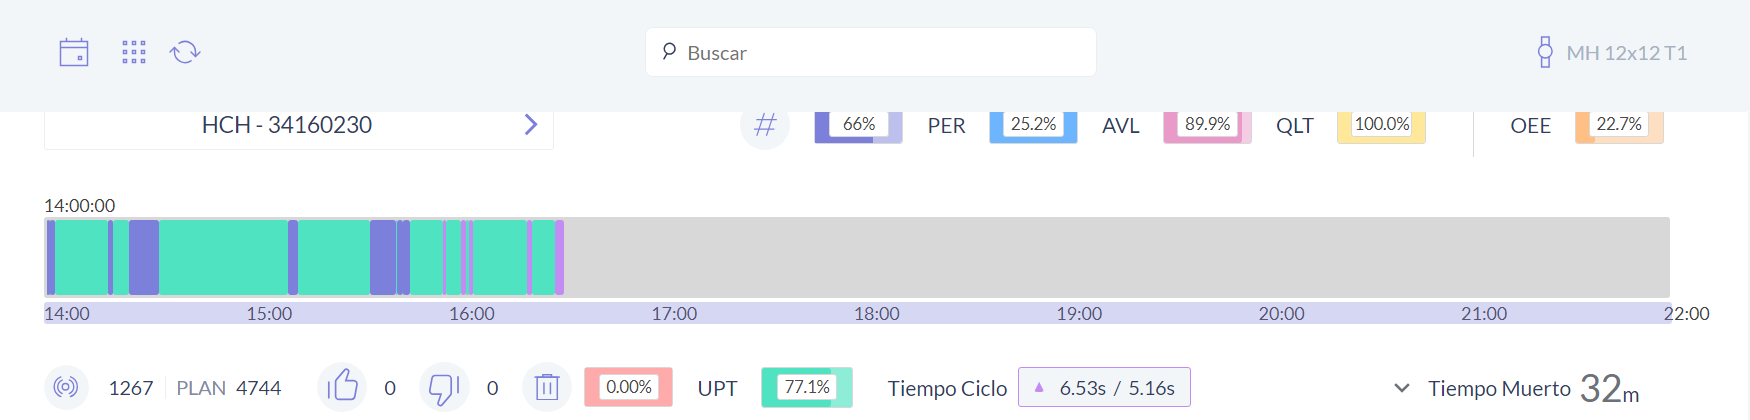 Buscar
MH 12x12 T1
HCH - 34160230
# 66% PER 25.2% AVL 89.9% QLT 100.0% OEE 22.7%
14:00:00
14:00 15:00 16:00 17:00 18:00 19:00 20:00 21:00 22:00
1267 PLAN 4744 0 0 0.00% UPT 77.1% Tiempo Ciclo 6.53s / 5.16s Tiempo Muerto 32m